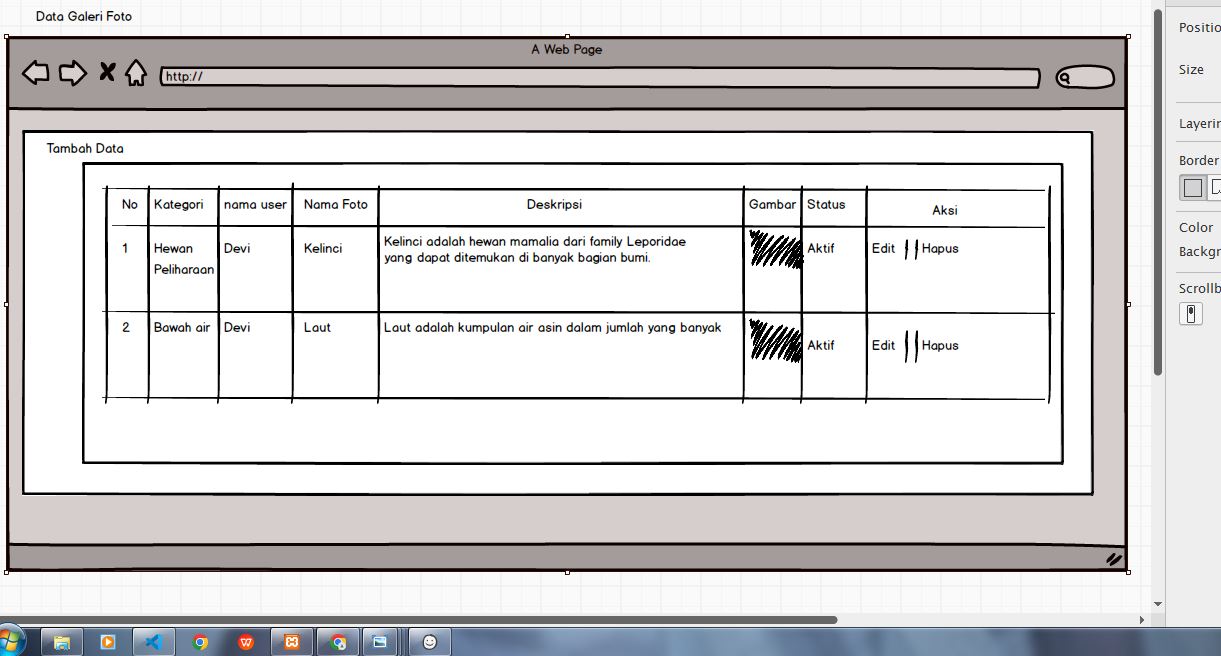 Data Galeri Foto
Positio
A Web Page
http://
Size
Layerin
Tambah Data
Border
No Kategori nama user Nama Foto Deskripsi Gambar Status Aksi
Color
1 Hewan Devi Kelinci Kelinci adalah hewan mamalia dari family Leporidae Aktif Edit || Hapus
Peliharaan yang dapat ditemukan di banyak bagian bumi.
Backgr
Scrollb
2 Bawah air Devi Laut Laut adalah kumpulan air asin dalam jumlah yang banyak
Aktif Edit || Hapus